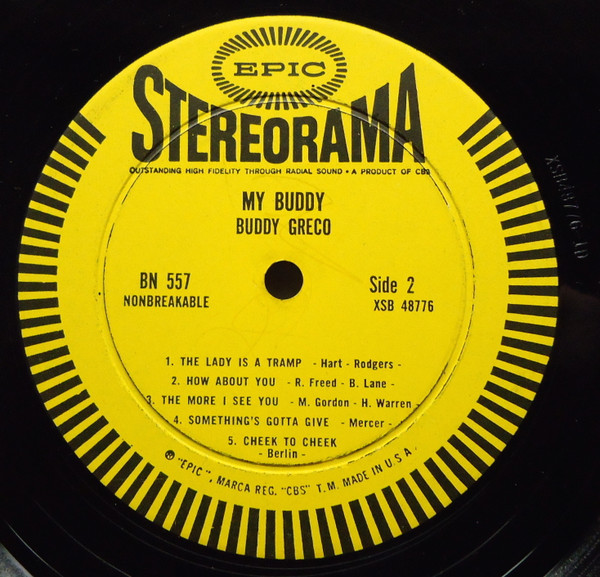 EPIC
STEREORAMA
OUTSTANDING HIGH FIDELITY THROUGH RADIAL SOUND • A PRODUCT OF CBS
MY BUDDY
BUDDY GRECO
BN 557
NONBREAKABLE
Side 2
XSB 48776
1. THE LADY IS A TRAMP - Hart - Rodgers -
2. HOW ABOUT YOU - R. Freed - B. Lane -
3. THE MORE I SEE YOU - M. Gordon - H. Warren -
4. SOMETHING'S GOTTA GIVE - Mercer -
5. CHEEK TO CHEEK
- Berlin -
"EPIC", MARCA REG. "CBS" T.M. MADE IN U.S.A.
XSB48776